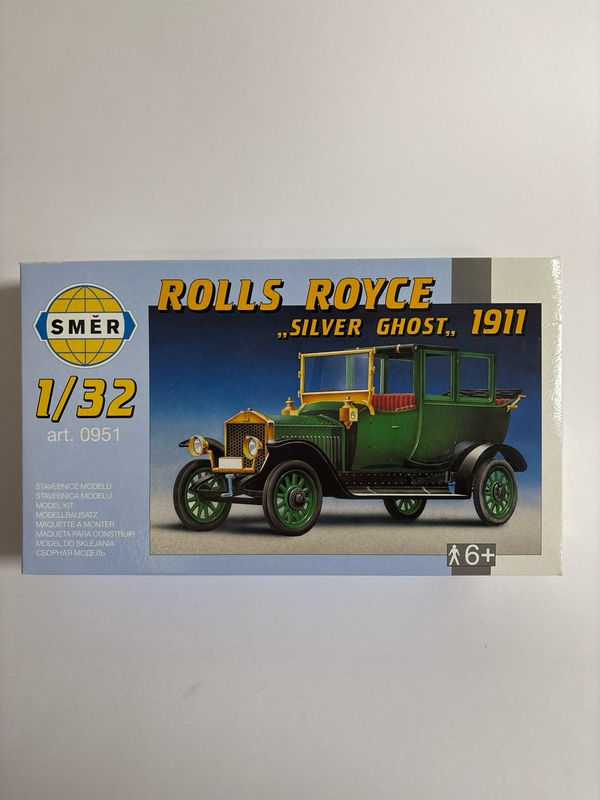 SMĚR
1/32
art. 0951
ROLLS ROYCE
„SILVER GHOST„ 1911
STAVEBNICE MODELU
STAVEBNICA MODELU
MODEL KIT
MODELLBAUSATZ
MAQUETTE A MONTER
MAQUETA PARA CONSTRUIR
MODEL DO SKLEJANIA
СБОРНАЯ МОДЕЛЬ
6+